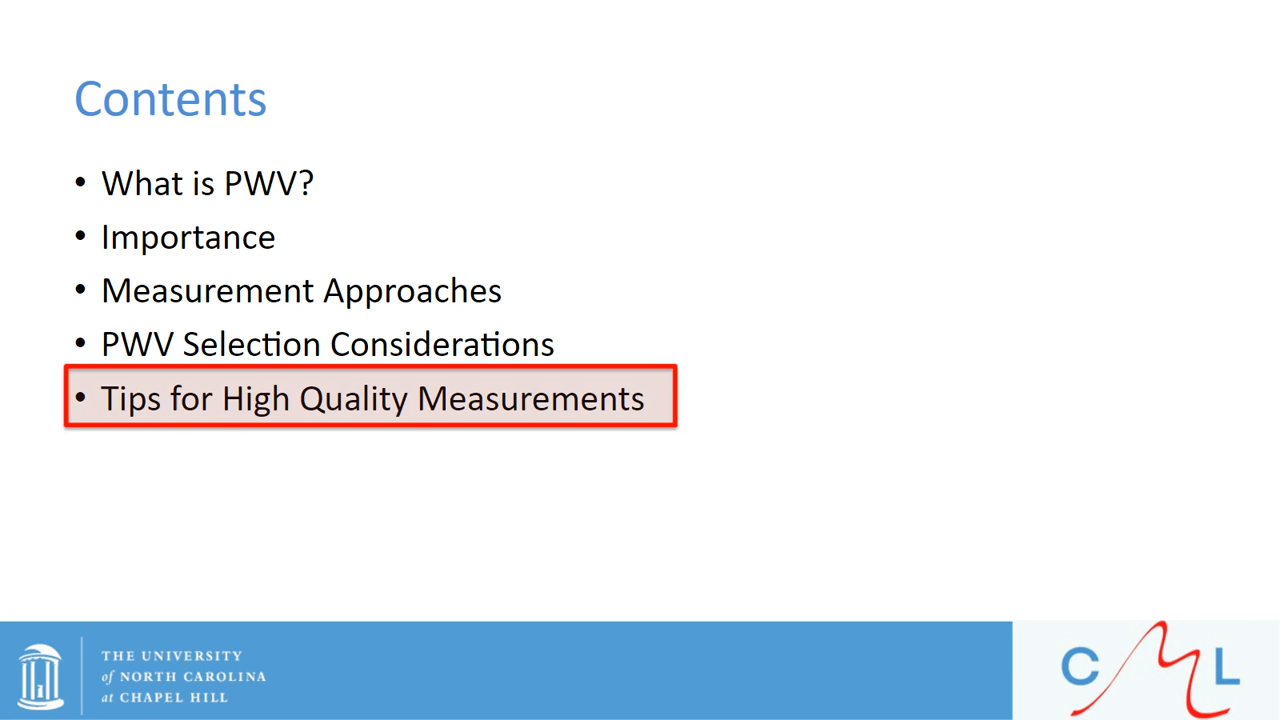 Contents
• What is PWV?
• Importance
• Measurement Approaches
• PWV Selection Considerations
• Tips for High Quality Measurements
THE UNIVERSITY
of NORTH CAROLINA
at CHAPEL HILL
CML